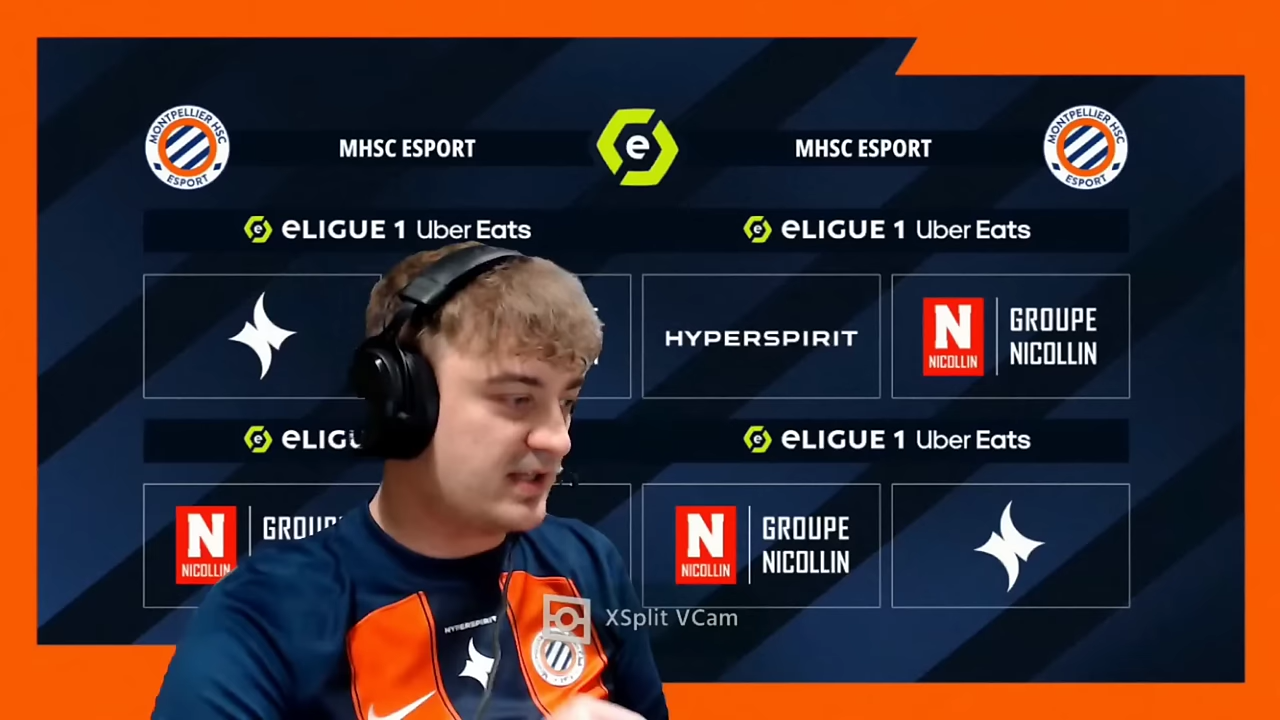 MONTPELLIER HSC
ESPORT
MHSC ESPORT
e
MHSC ESPORT
MONTPELLIER HSC
ESPORT
e eLIGUE 1 Uber Eats
e eLIGUE 1 Uber Eats
HYPERSPIRIT
N
NICOLLIN
GROUPE
NICOLLIN
e eLIGU
e eLIGUE 1 Uber Eats
N
NICOLLIN
GROUP
N
NICOLLIN
GROUPE
NICOLLIN
HYPERSPIRIT
XSplit VCam